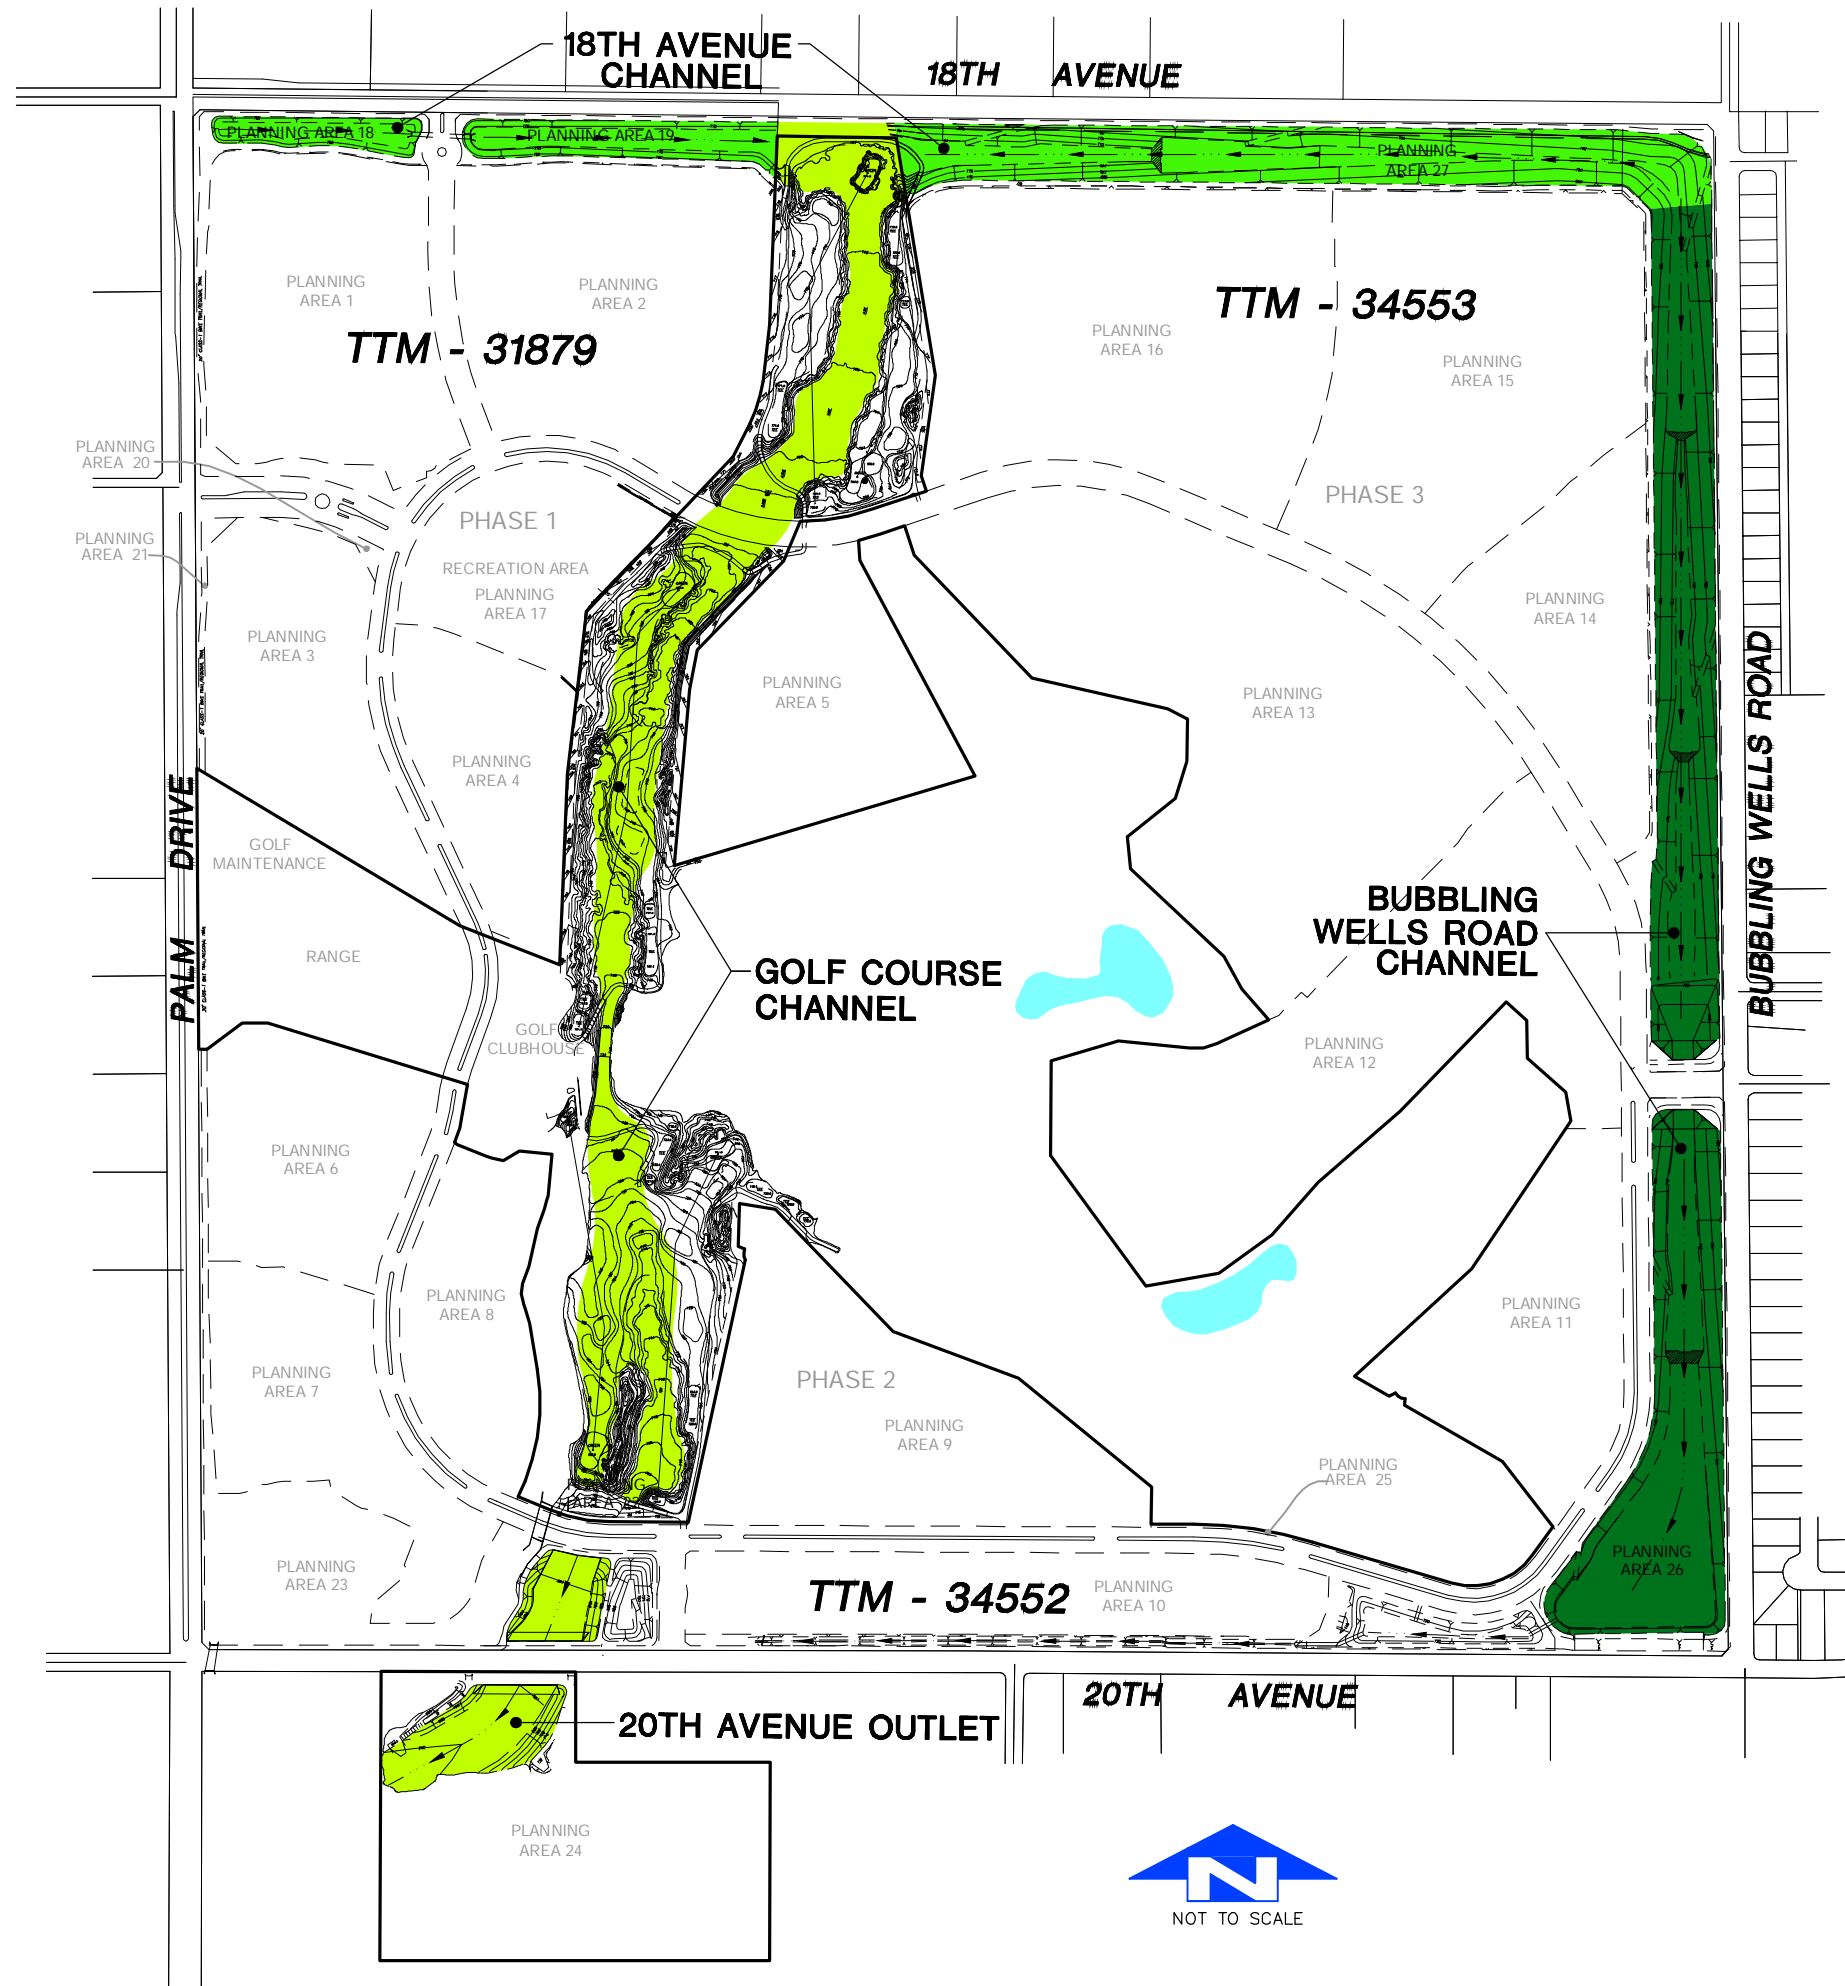 18TH AVENUE
CHANNEL
18TH AVENUE
PLANNING AREA 18
PLANNING AREA 19
PLANNING
AREA 27
PLANNING
AREA 1
PLANNING
AREA 2
TTM - 31879
TTM - 34553
PLANNING
AREA 16
PLANNING
AREA 15
PLANNING
AREA 20
PHASE 1
PHASE 3
PLANNING
AREA 21
RECREATION AREA
PLANNING
AREA 17
PLANNING
AREA 14
PLANNING
AREA 3
PLANNING
AREA 5
PLANNING
AREA 13
PLANNING
AREA 4
PALM DRIVE
BUBBLING WELLS ROAD
GOLF
MAINTENANCE
RANGE
BUBBLING
WELLS ROAD
CHANNEL
GOLF COURSE
CHANNEL
GOLF
CLUBHOUSE
PLANNING
AREA 12
PLANNING
AREA 6
PLANNING
AREA 8
PLANNING
AREA 11
PLANNING
AREA 7
PHASE 2
PLANNING
AREA 9
PLANNING
AREA 25
PLANNING
AREA 23
TTM - 34552
PLANNING
AREA 10
PLANNING
AREA 26
20TH AVENUE
20TH AVENUE OUTLET
PLANNING
AREA 24
N
NOT TO SCALE